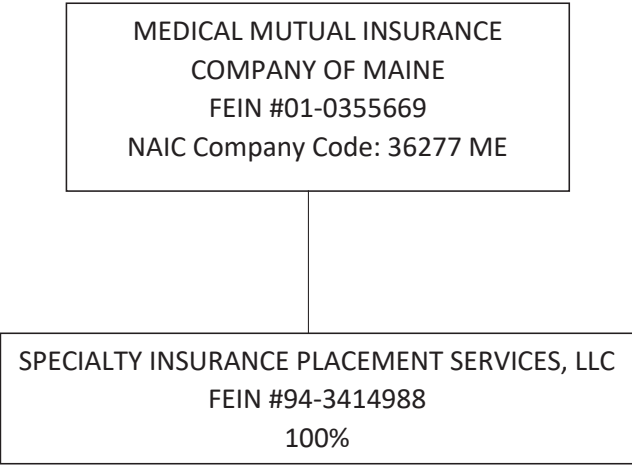 MEDICAL MUTUAL INSURANCE
COMPANY OF MAINE
FEIN #01-0355669
NAIC Company Code: 36277 ME
SPECIALTY INSURANCE PLACEMENT SERVICES, LLC
FEIN #94-3414988
100%